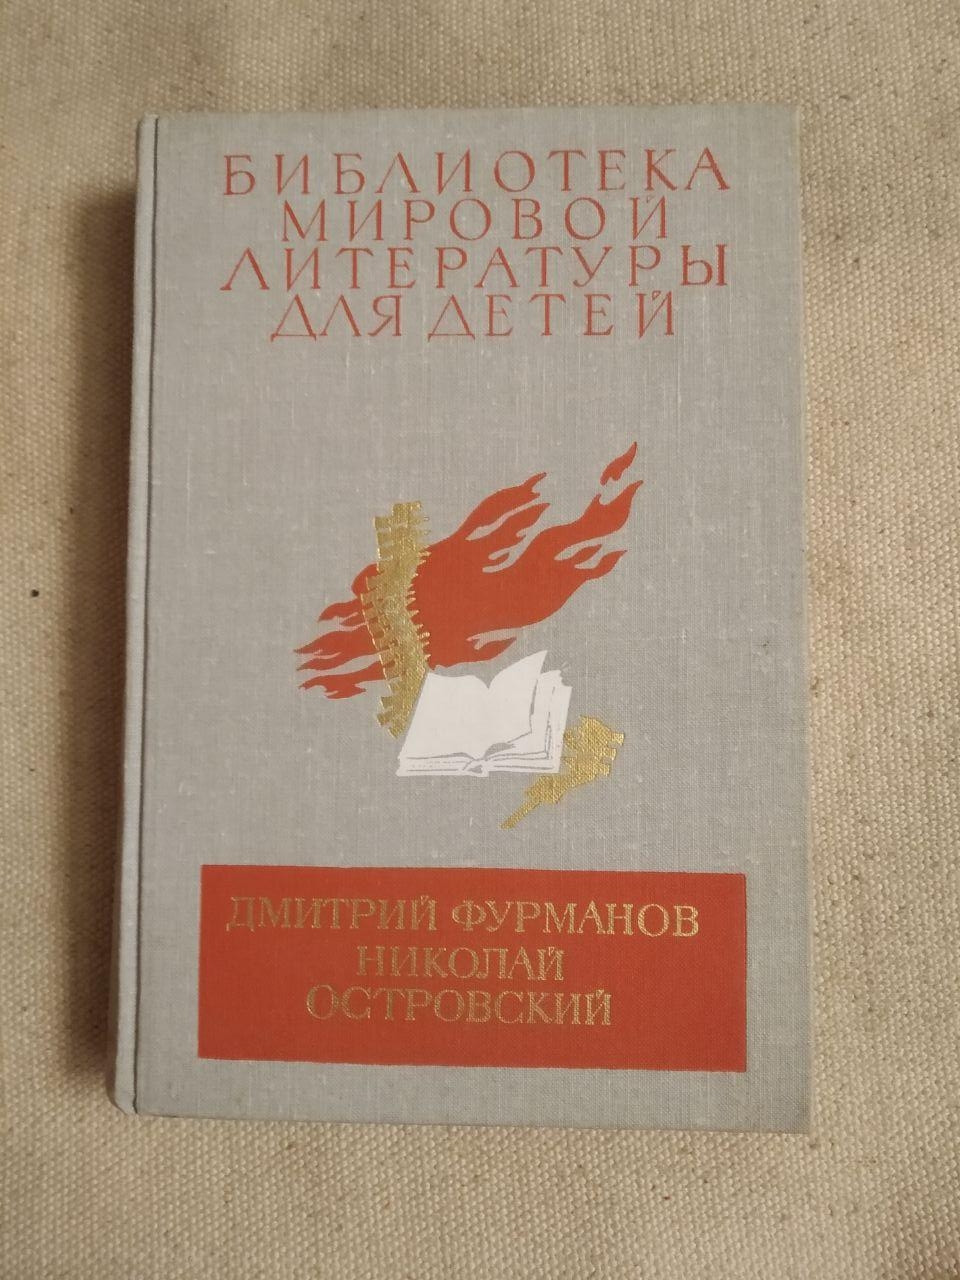 БИБЛИОТЕКА
МИРОВОЙ
ЛИТЕРАТУРЫ
ДЛЯ ДЕТЕЙ
ДМИТРИЙ ФУРМАНОВ
НИКОЛАЙ
ОСТРОВСКИЙ